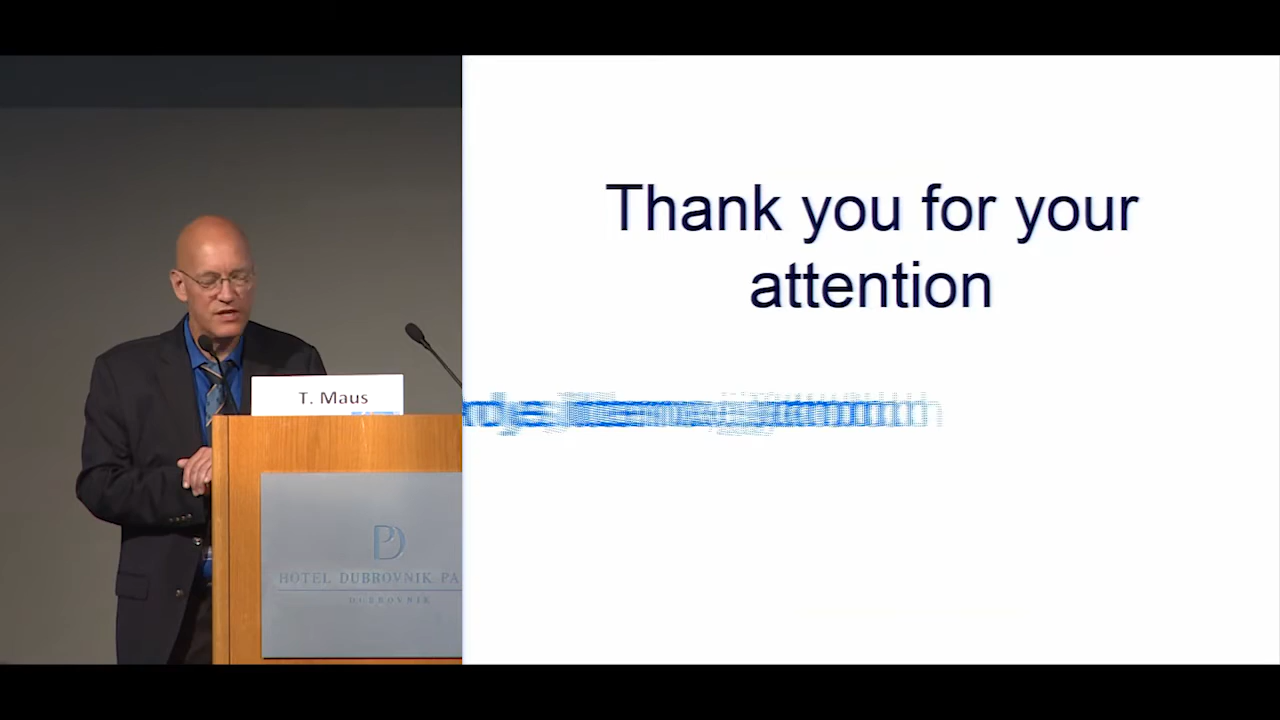 Thank you for your
attention
T. Maus
HOTEL DUBROVNIK PA
DUBROVNIK